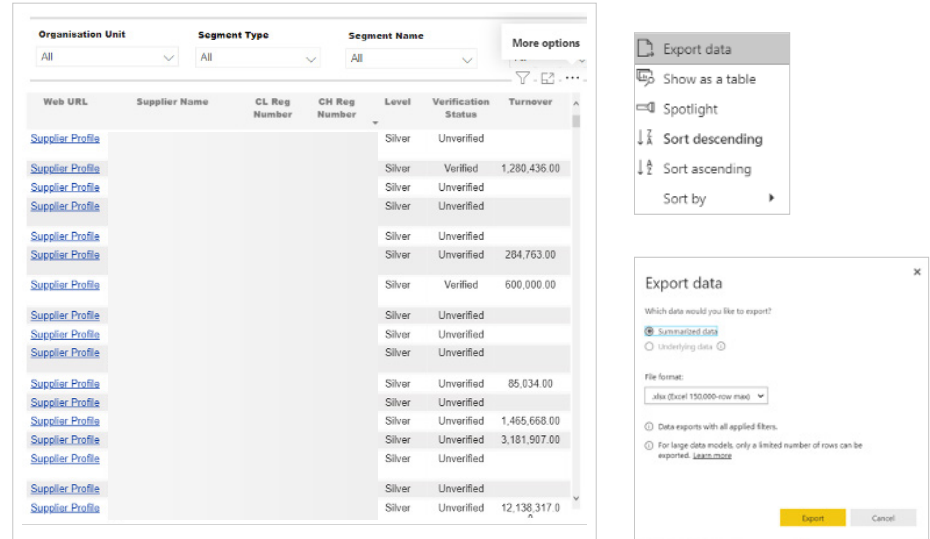 Organisation Unit Segment Type Segment Name More options
All All All
Web URL Supplier Name CL Reg Number CH Reg Number Level Verification Status Turnover
Supplier Profile Silver Unverified
Supplier Profile Silver Verified 1,280,436.00
Supplier Profile Silver Unverified
Supplier Profile Silver Unverified
Supplier Profile Silver Unverified
Supplier Profile Silver Unverified 284,763.00
Supplier Profile Silver Verified 600,000.00
Supplier Profile Silver Unverified
Supplier Profile Silver Unverified
Supplier Profile Silver Unverified
Supplier Profile Silver Unverified 85,034.00
Supplier Profile Silver Unverified
Supplier Profile Silver Unverified 1,465,668.00
Supplier Profile Silver Unverified 3,181,907.00
Supplier Profile Silver Unverified
Supplier Profile Silver Unverified
Supplier Profile Silver Unverified 12,138,317.0
Export data
Show as a table
Spotlight
Sort descending
Sort ascending
Sort by
Export data
Which data would you like to export?
Summarized data
Underlying data
File format:
.xlsx (Excel 150,000-row max)
Data exports with all applied filters.
For large data models, only a limited number of rows can be
exported. Learn more
Export Cancel